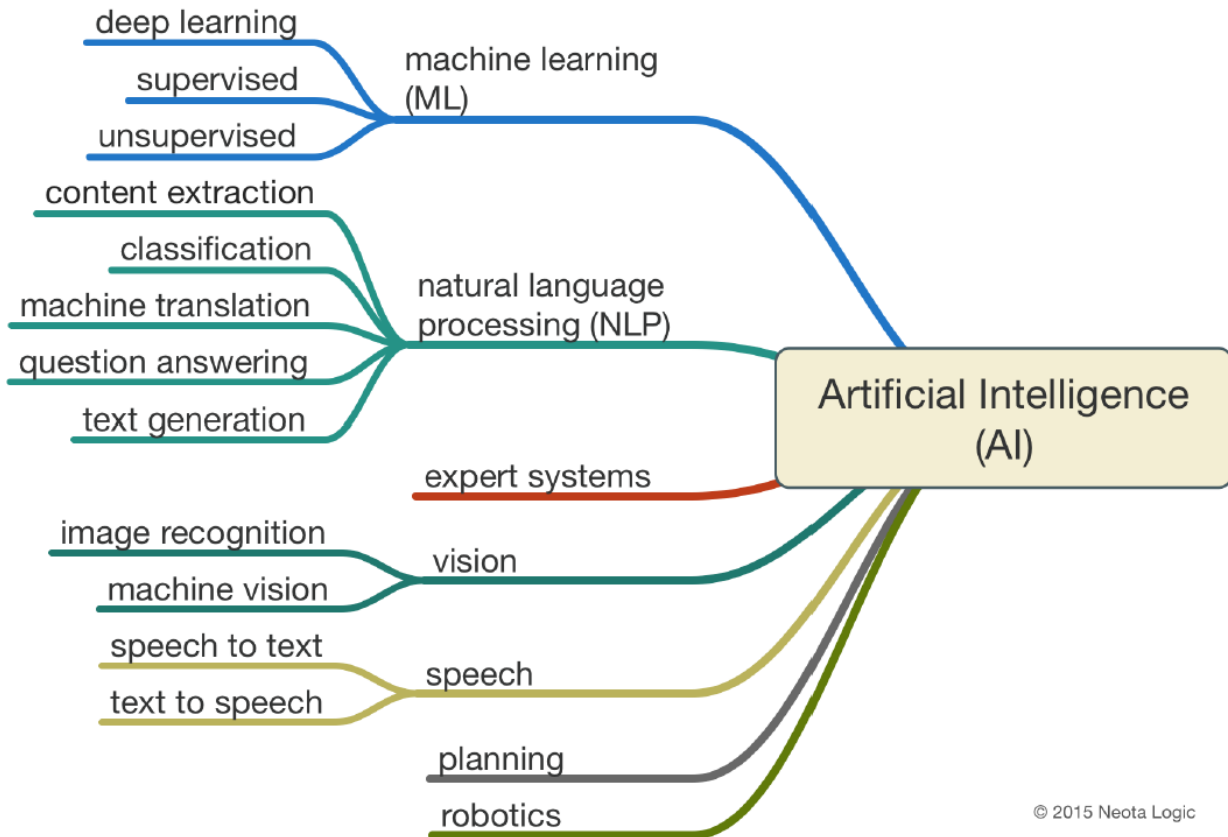 deep learning
supervised
unsupervised
machine learning
(ML)
content extraction
classification
machine translation
question answering
text generation
natural language
processing (NLP)
Artificial Intelligence
(AI)
expert systems
image recognition
machine vision
vision
speech to text
text to speech
speech
planning
robotics
© 2015 Neota Logic